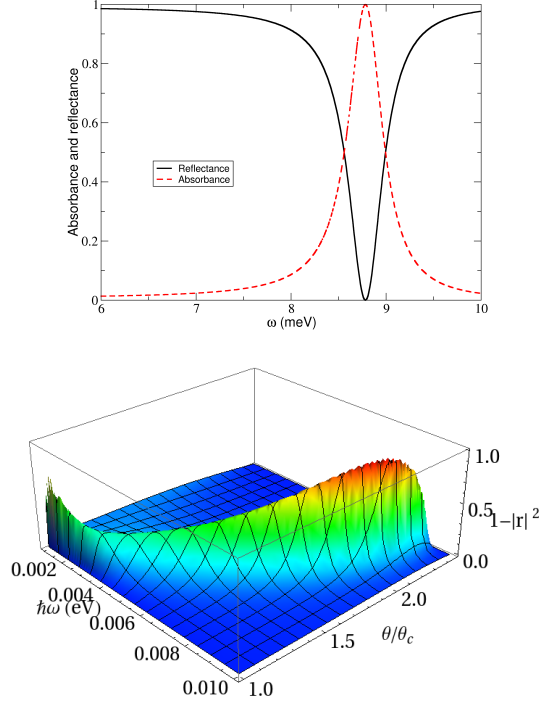 1
0.8
0.6
0.4
0.2
0
Absorbance and reflectance
Reflectance
Absorbance
6 7 8 9 10
ω (meV)
1.0
0.5
0.0
1−|r| ²
0.002
0.004
0.006
0.008
0.010
ħω (eV)
1.0
1.5
2.0
θ/θc